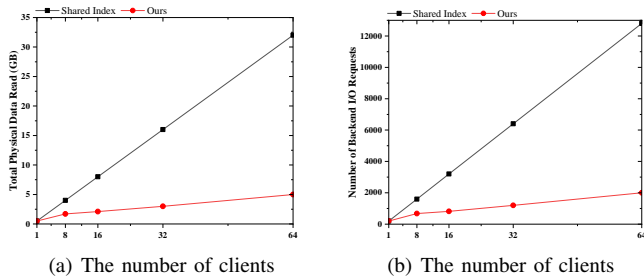 Shared Index Ours
Total Physical Data Read (GB)
35
30
25
20
15
10
5
0
1 8 16 32 64
(a) The number of clients
Shared Index Ours
Number of Backend I/O Requests
12000
10000
8000
6000
4000
2000
0
1 8 16 32 64
(b) The number of clients